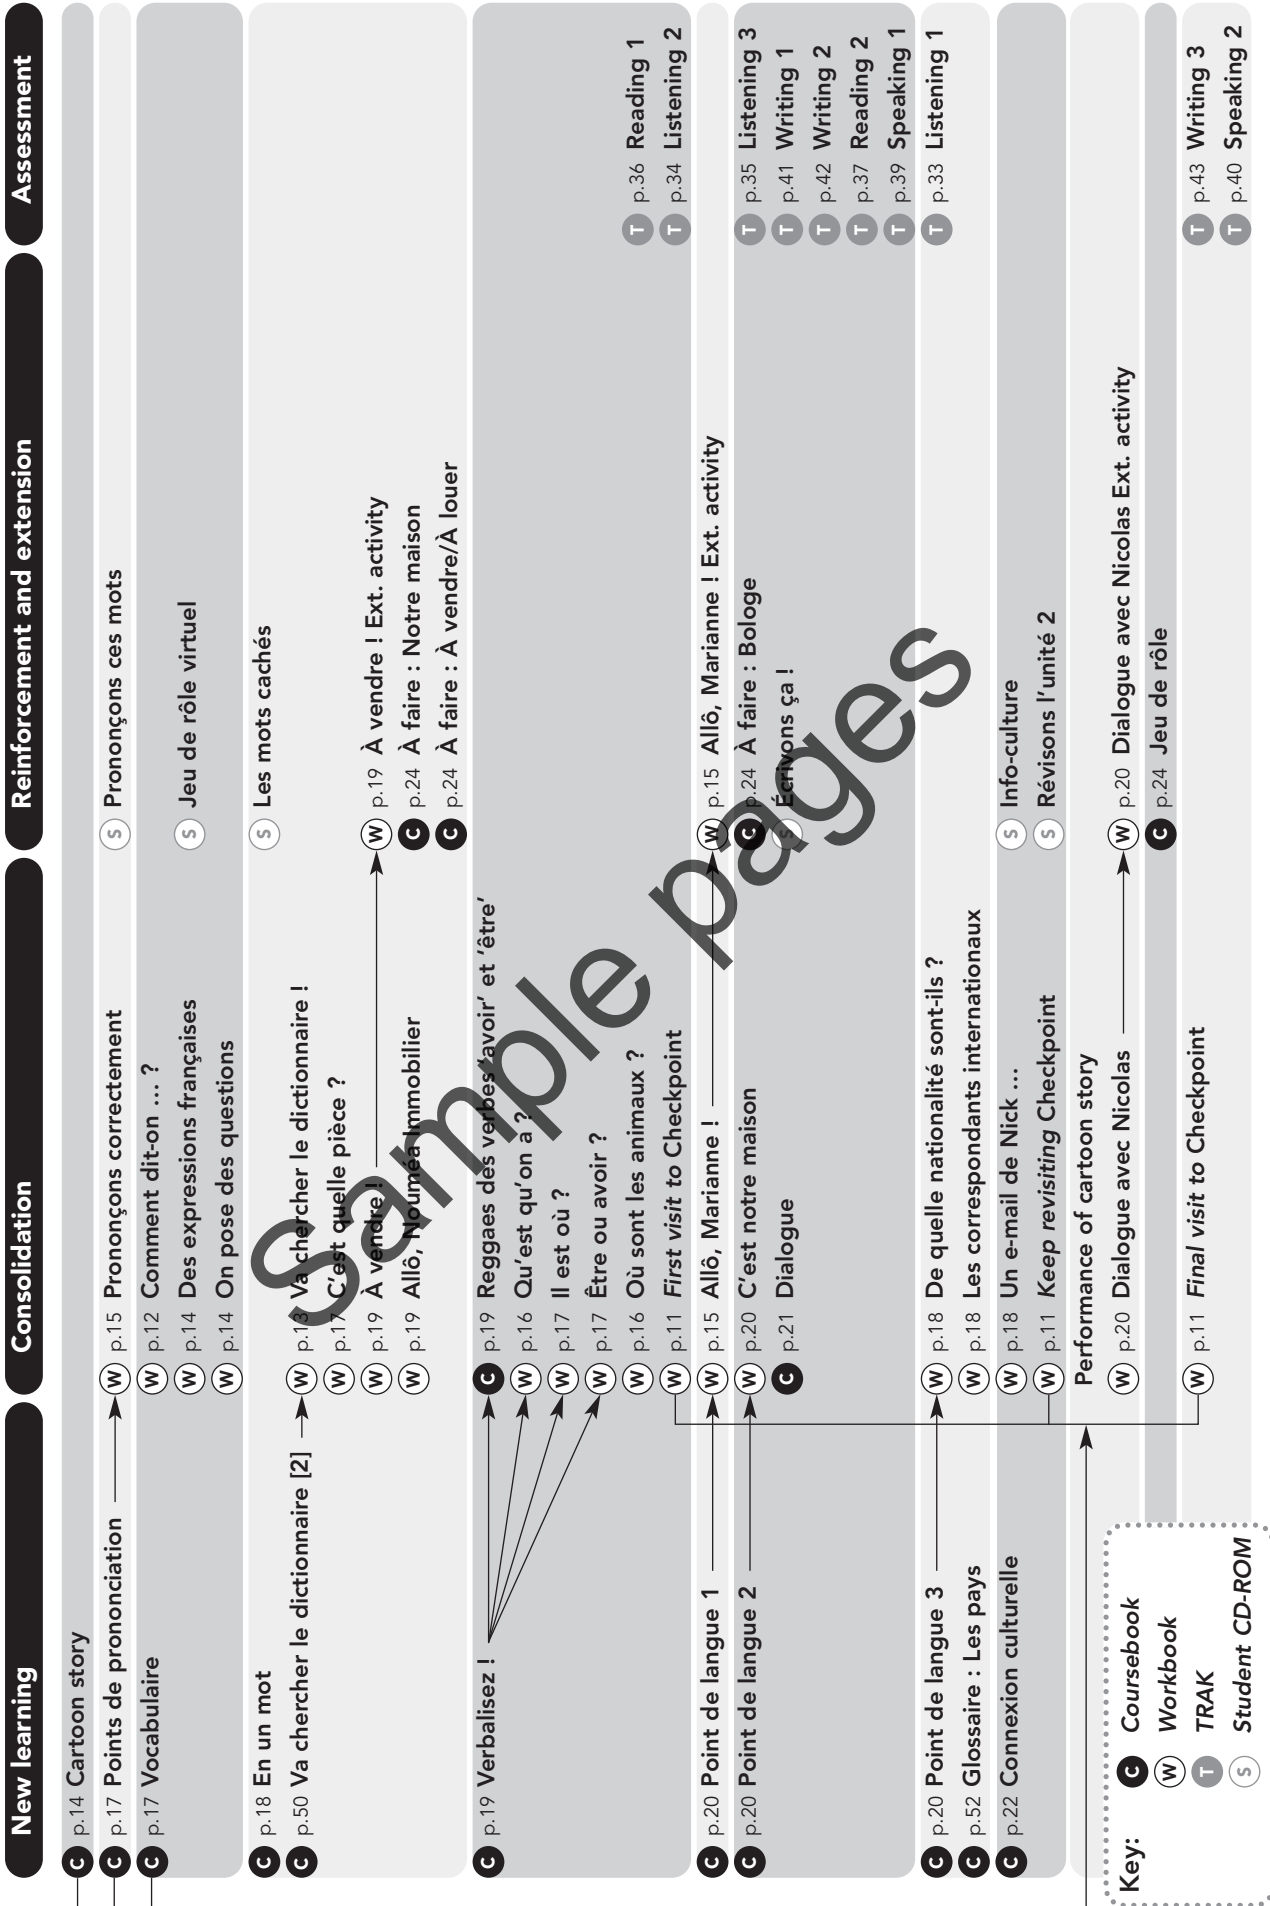 New learning
Consolidation
Reinforcement and extension
Assessment
C p.14 Cartoon story
C p.17 Points de prononciation
W p.15 Prononçons correctement
S Prononçons ces mots
C p.17 Vocabulaire
W p.12 Comment dit-on … ?
W p.14 Des expressions françaises
S Jeu de rôle virtuel
W p.14 On pose des questions
C p.18 En un mot
S Les mots cachés
C p.50 Va chercher le dictionnaire [2]
W p.13 Va chercher le dictionnaire !
W p.17 C’est quelle pièce ?
W p.19 À vendre !
W p.19 À vendre ! Ext. activity
W p.19 Allô, Nouméa Immobilier
C p.24 À faire : Notre maison
C p.24 À faire : À vendre/À louer
C p.19 Verbalisez !
C p.19 Reggaes des verbes ‘avoir’ et ‘être’
W p.16 Qu’est qu’on a ?
W p.17 Il est où ?
W p.17 Être ou avoir ?
W p.16 Où sont les animaux ?
T p.36 Reading 1
W p.11 First visit to Checkpoint
T p.34 Listening 2
C p.20 Point de langue 1
W p.15 Allô, Marianne !
W p.15 Allô, Marianne ! Ext. activity
C p.20 Point de langue 2
W p.20 C’est notre maison
C p.24 À faire : Bologe
T p.35 Listening 3
C p.21 Dialogue
S Écrivons ça !
T p.41 Writing 1
T p.42 Writing 2
T p.37 Reading 2
T p.39 Speaking 1
C p.20 Point de langue 3
W p.18 De quelle nationalité sont-ils ?
T p.33 Listening 1
C p.52 Glossaire : Les pays
W p.18 Les correspondants internationaux
C p.22 Connexion culturelle
W p.18 Un e-mail de Nick …
S Info-culture
W p.11 Keep revisiting Checkpoint
S Révisons l’unité 2
Performance of cartoon story
W p.20 Dialogue avec Nicolas
W p.20 Dialogue avec Nicolas Ext. activity
C p.24 Jeu de rôle
W p.11 Final visit to Checkpoint
T p.43 Writing 3
T p.40 Speaking 2
Key:
C Coursebook
W Workbook
T TRAK
S Student CD-ROM
Sample pages